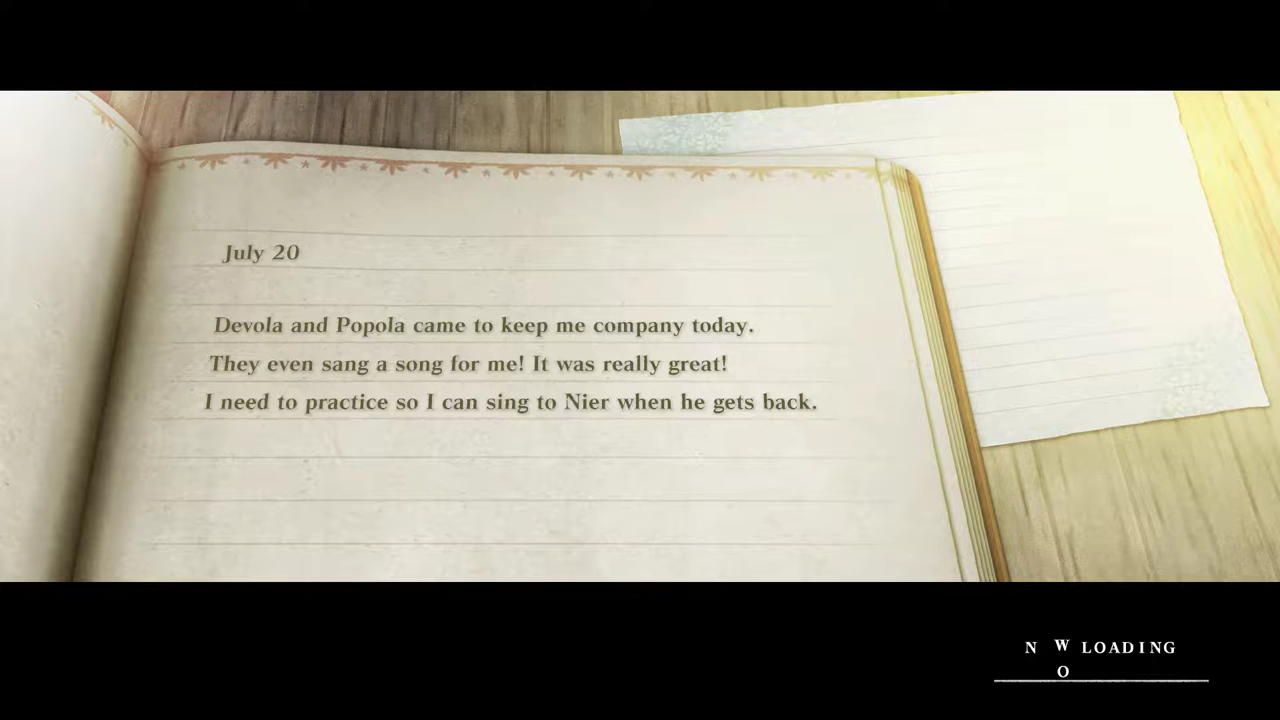 July 20
Devola and Popola came to keep me company today.
They even sang a song for me! It was really great!
I need to practice so I can sing to Nier when he gets back.
NOW LOADING